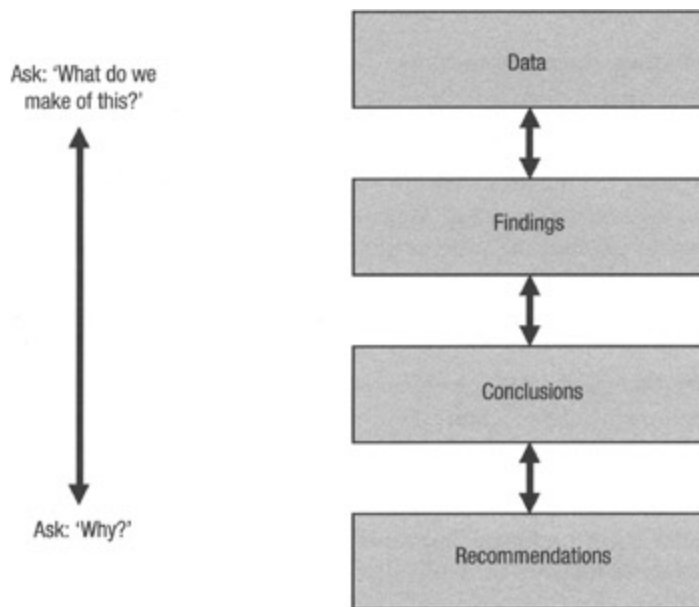 Ask: ‘What do we
make of this?’
Data
Findings
Conclusions
Ask: ‘Why?’
Recommendations